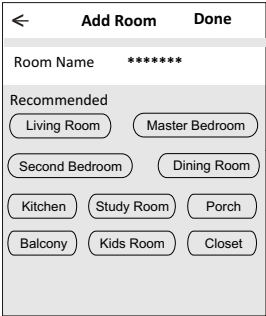 Add Room Done
Room Name *******
Recommended
Living Room Master Bedroom
Second Bedroom Dining Room
Kitchen Study Room Porch
Balcony Kids Room Closet